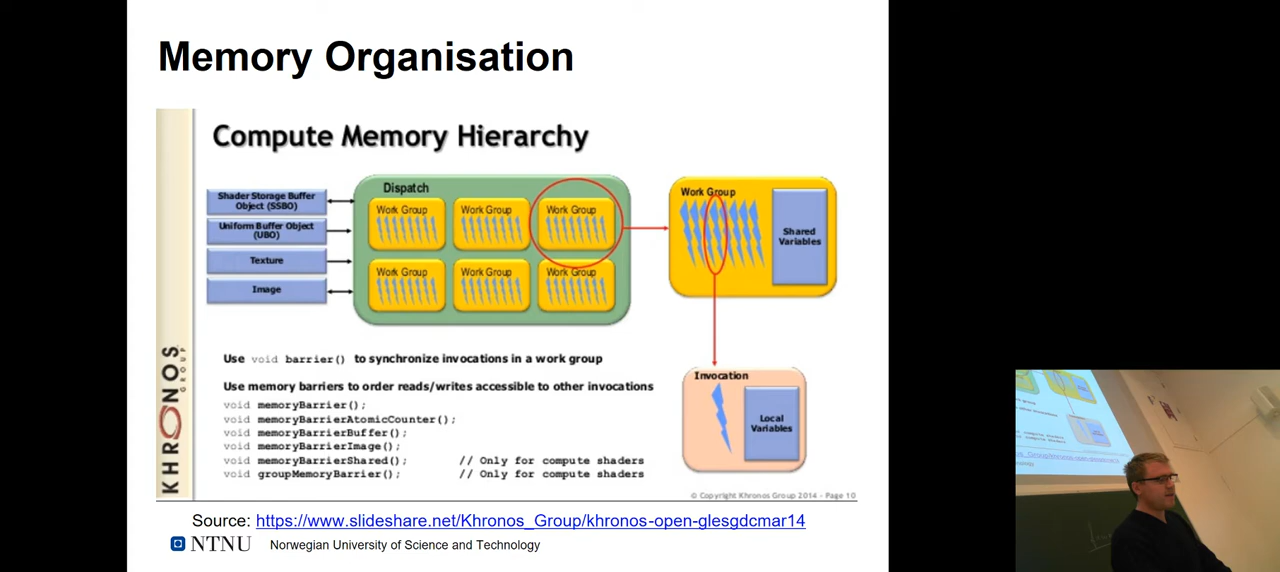 Memory Organisation
Compute Memory Hierarchy
Shader Storage Buffer
Object (SSBO)
Uniform Buffer Object
(UBO)
Texture
Image
Dispatch
Work Group
Work Group
Work Group
Work Group
Work Group
Work Group
Work Group
Shared
Variables
Invocation
Local
Variables
Use void barrier() to synchronize invocations in a work group
Use memory barriers to order reads/writes accessible to other invocations
void memoryBarrier();
void memoryBarrierAtomicCounter();
void memoryBarrierBuffer();
void memoryBarrierImage();
void memoryBarrierShared(); // Only for compute shaders
void groupMemoryBarrier(); // Only for compute shaders
KHRONOS
GROUP
© Copyright Khronos Group 2014 - Page 10
Source: https://www.slideshare.net/Khronos_Group/khronos-open-glesgdcmar14
NTNU Norwegian University of Science and Technology